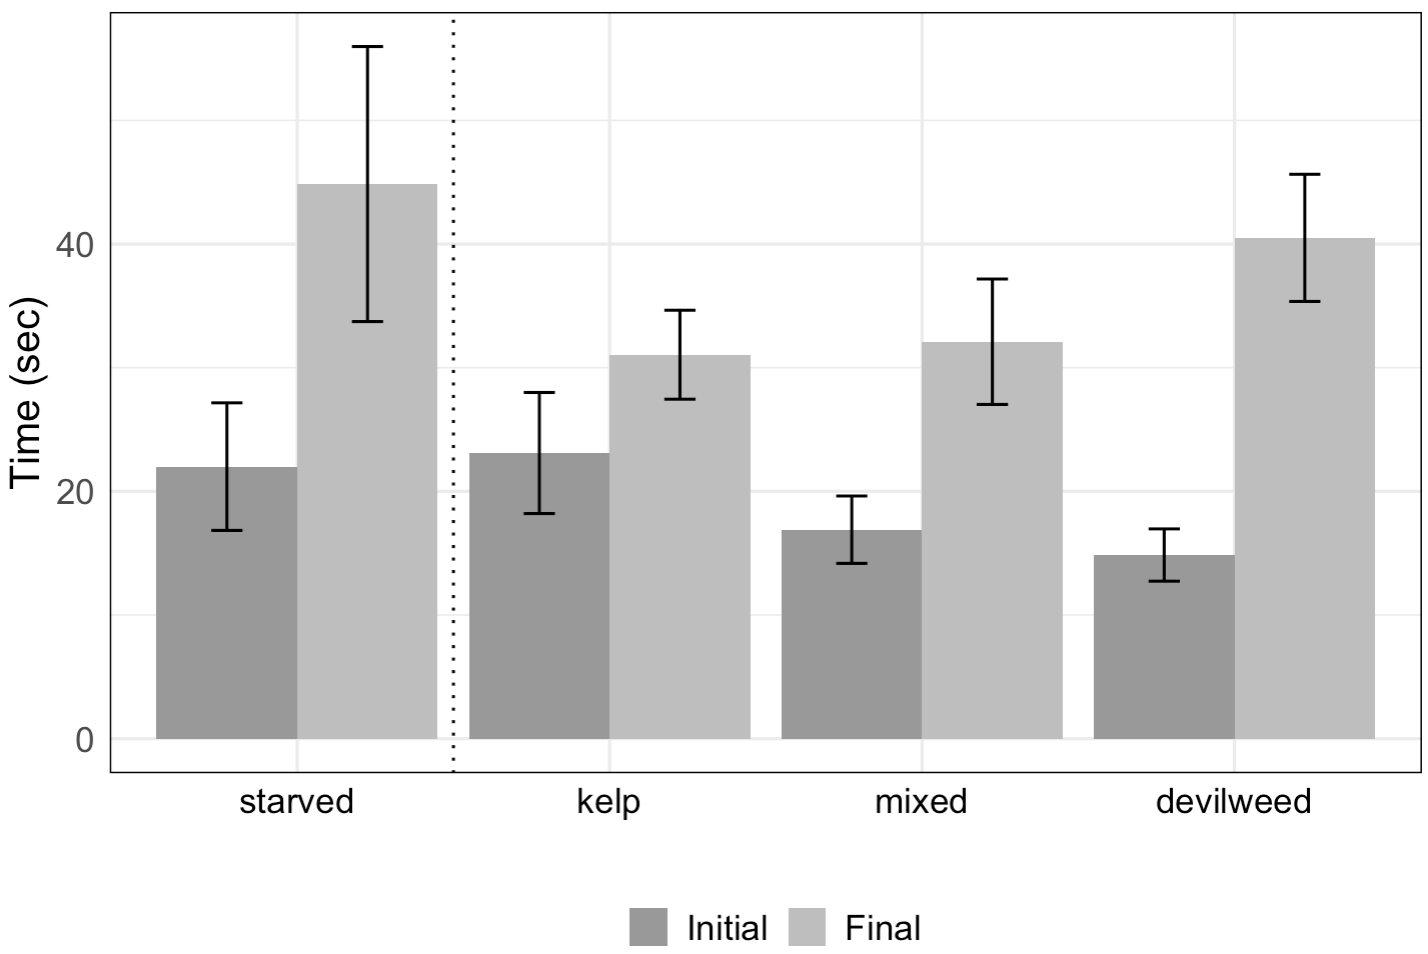 Time (sec)
40
20
0
starved kelp mixed devilweed
Initial Final